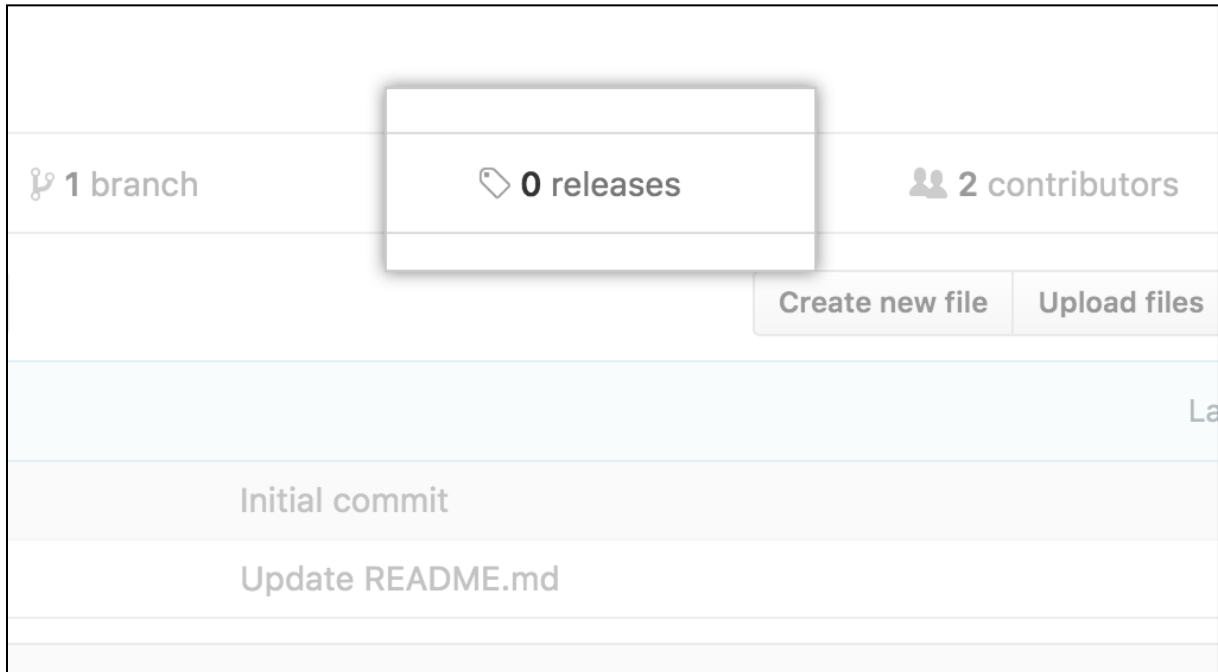 1 branch
0 releases
2 contributors
Create new file
Upload files
La
Initial commit
Update README.md